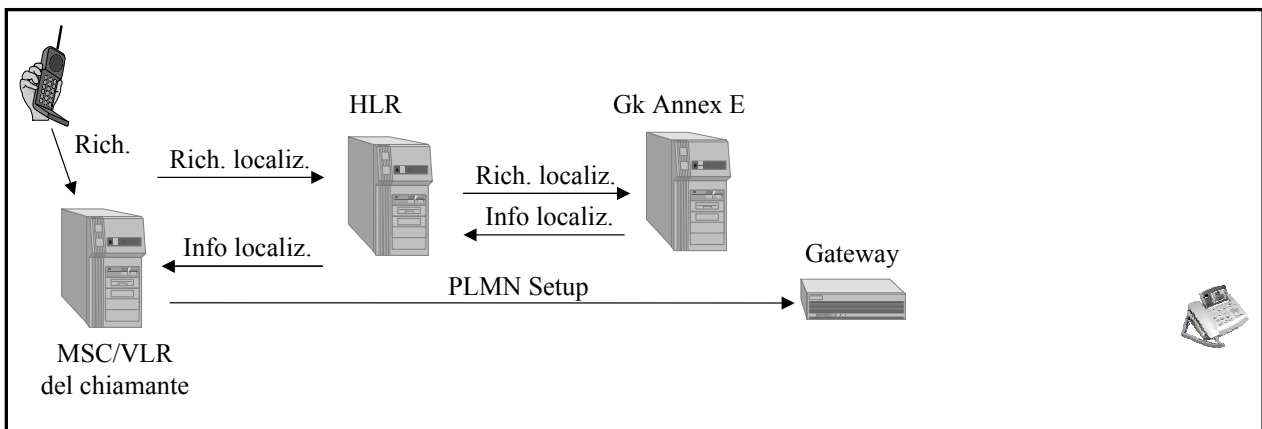 HLR
Gk Annex E
Rich.
Rich. localiz.
Rich. localiz.
Info localiz.
Info localiz.
Gateway
PLMN Setup
MSC/VLR
del chiamante